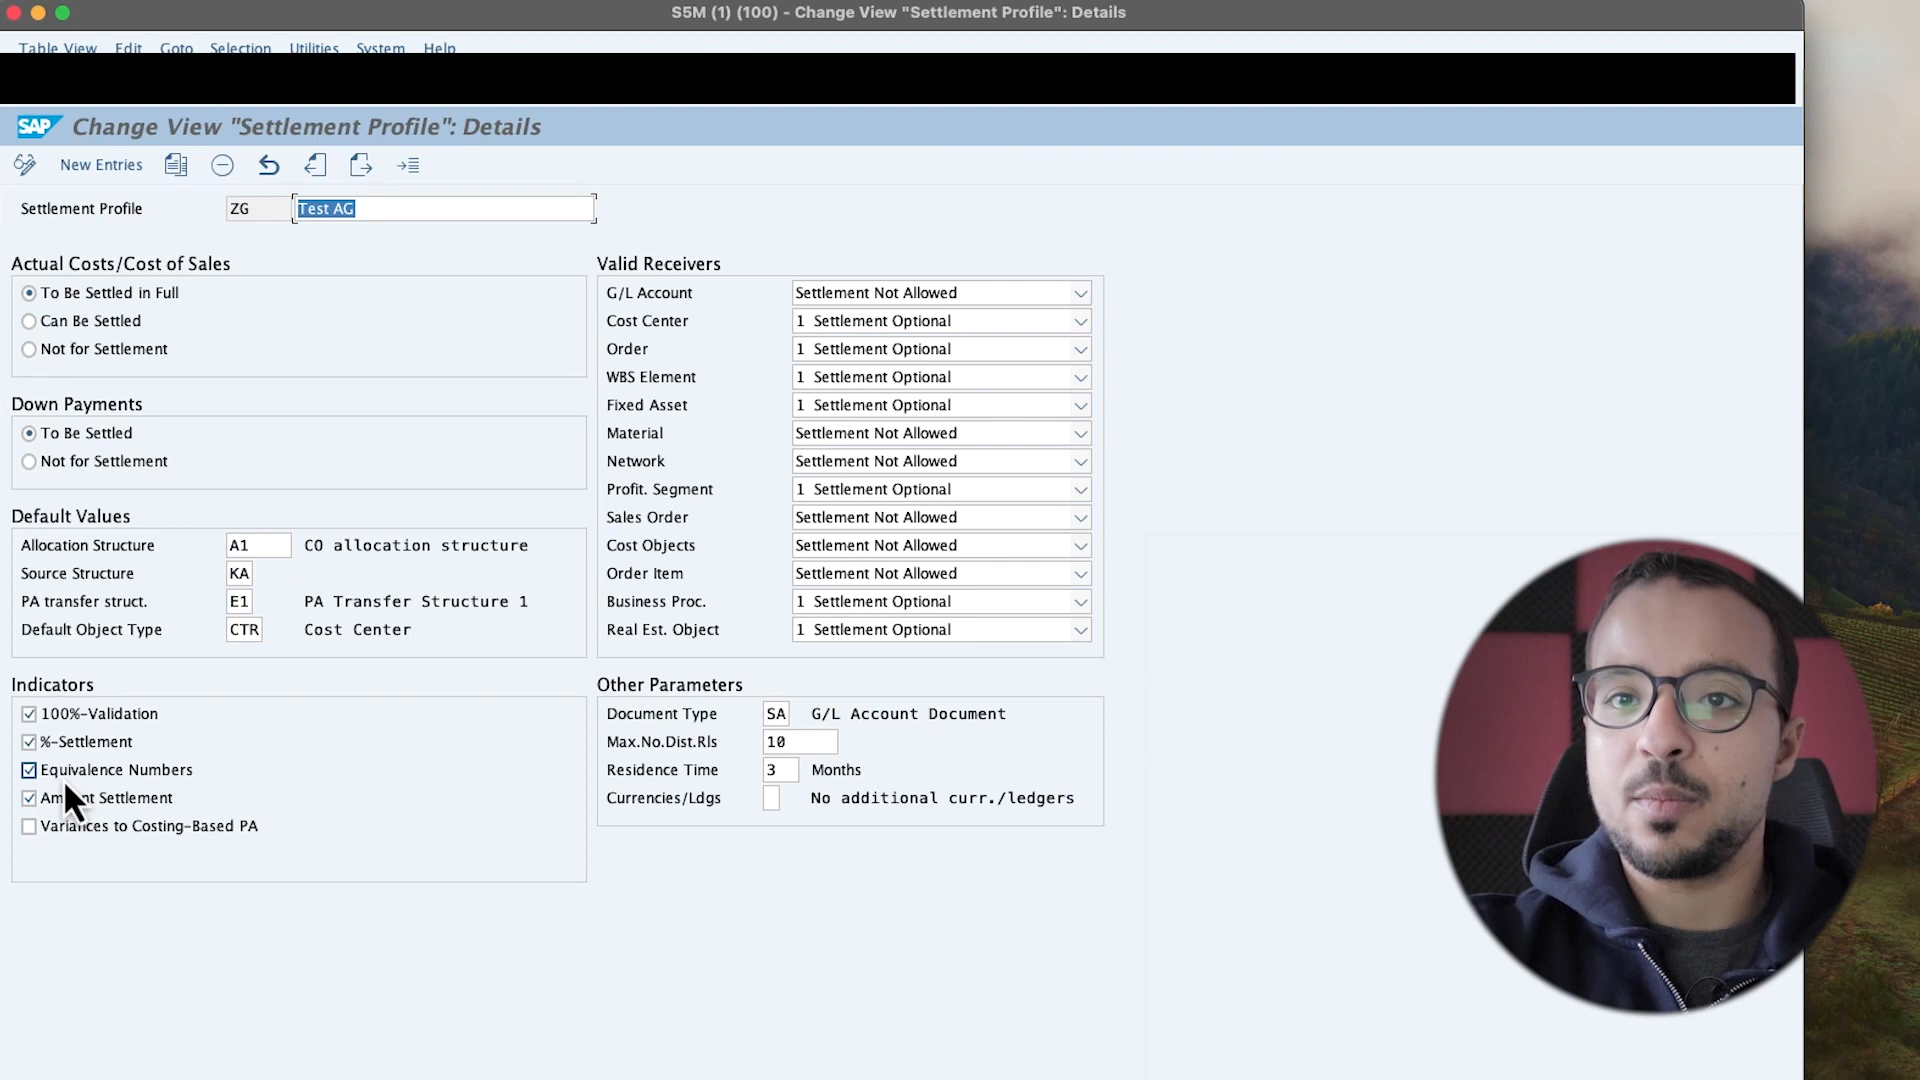 S5M (1) (100) - Change View "Settlement Profile": Details
Table View Edit Goto Selection Utilities System Help
SAP Change View "Settlement Profile": Details
New Entries
Settlement Profile ZG Test AG
Actual Costs/Cost of Sales
To Be Settled in Full
Can Be Settled
Not for Settlement
Down Payments
To Be Settled
Not for Settlement
Default Values
Allocation Structure A1 CO allocation structure
Source Structure KA
PA transfer struct. E1 PA Transfer Structure 1
Default Object Type CTR Cost Center
Indicators
100%-Validation
%-Settlement
Equivalence Numbers
Settlement
Variances to Costing-Based PA
Valid Receivers
G/L Account Settlement Not Allowed
Cost Center 1 Settlement Optional
Order 1 Settlement Optional
WBS Element 1 Settlement Optional
Fixed Asset 1 Settlement Optional
Material Settlement Not Allowed
Network Settlement Not Allowed
Profit. Segment 1 Settlement Optional
Sales Order Settlement Not Allowed
Cost Objects Settlement Not Allowed
Order Item Settlement Not Allowed
Business Proc. 1 Settlement Optional
Real Est. Object 1 Settlement Optional
Other Parameters
Document Type SA G/L Account Document
Max.No.Dist.Rls 10
Residence Time 3 Months
Currencies/Ldgs No additional curr./ledgers